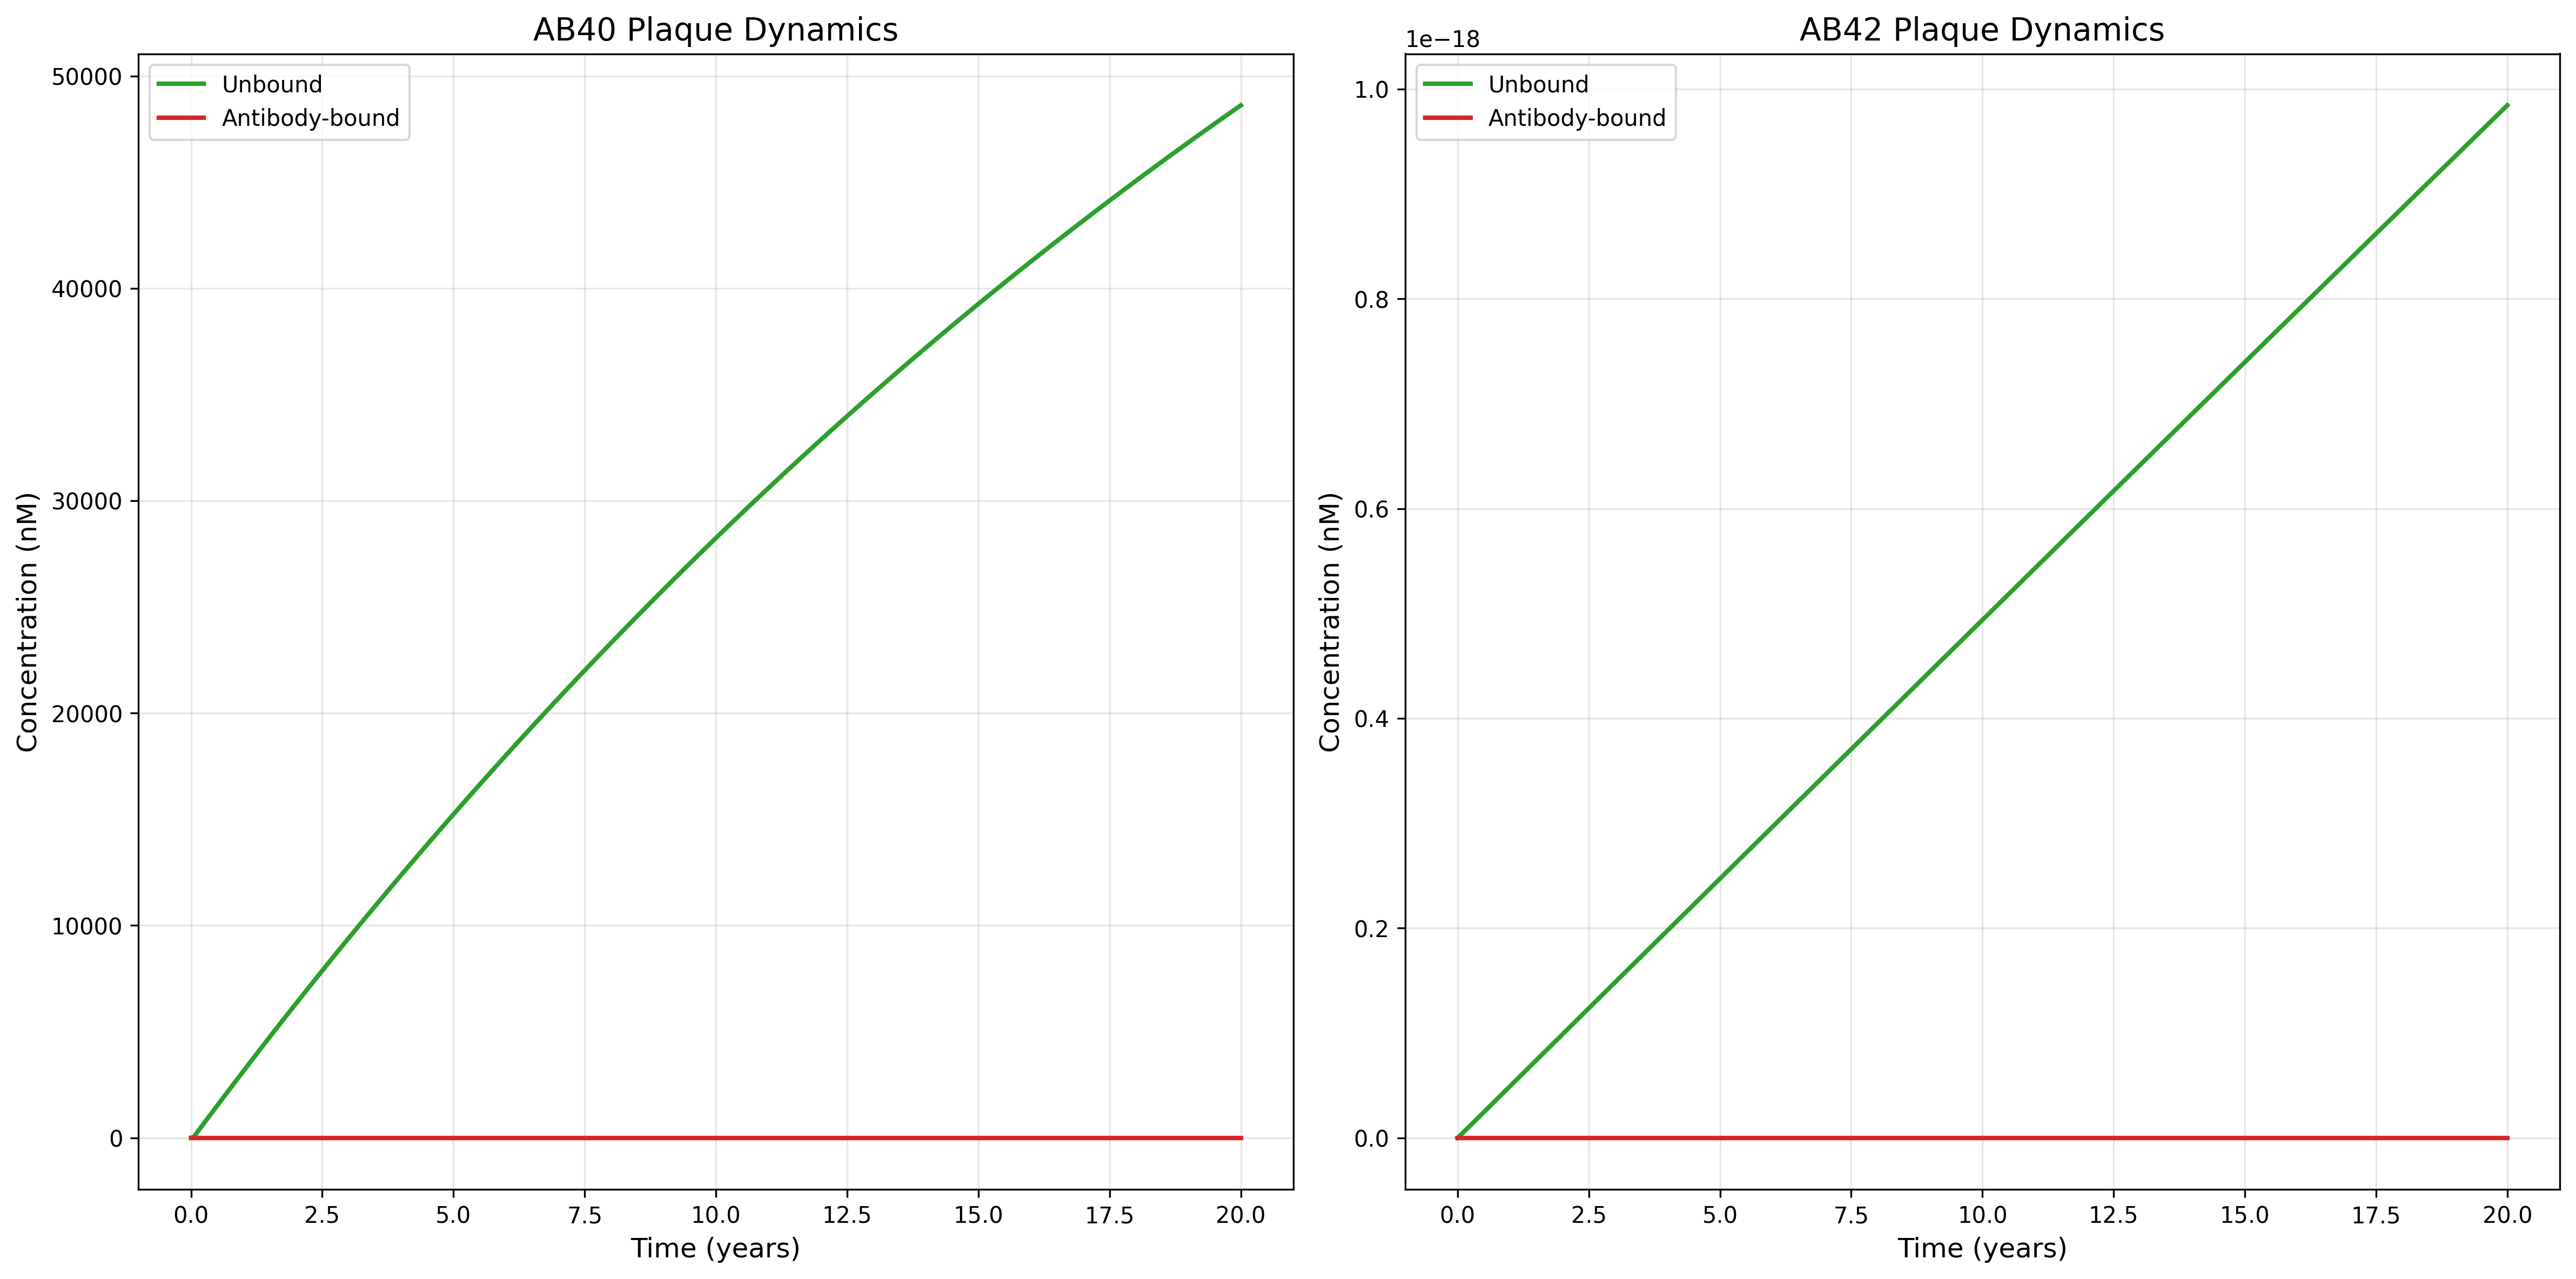 AB40 Plaque Dynamics
Unbound
Antibody-bound
50000
40000
30000
20000
10000
0
Concentration (nM)
0.0 2.5 5.0 7.5 10.0 12.5 15.0 17.5 20.0
Time (years)
AB42 Plaque Dynamics
1e−18
Unbound
Antibody-bound
1.0
0.8
0.6
0.4
0.2
0.0
Concentration (nM)
0.0 2.5 5.0 7.5 10.0 12.5 15.0 17.5 20.0
Time (years)